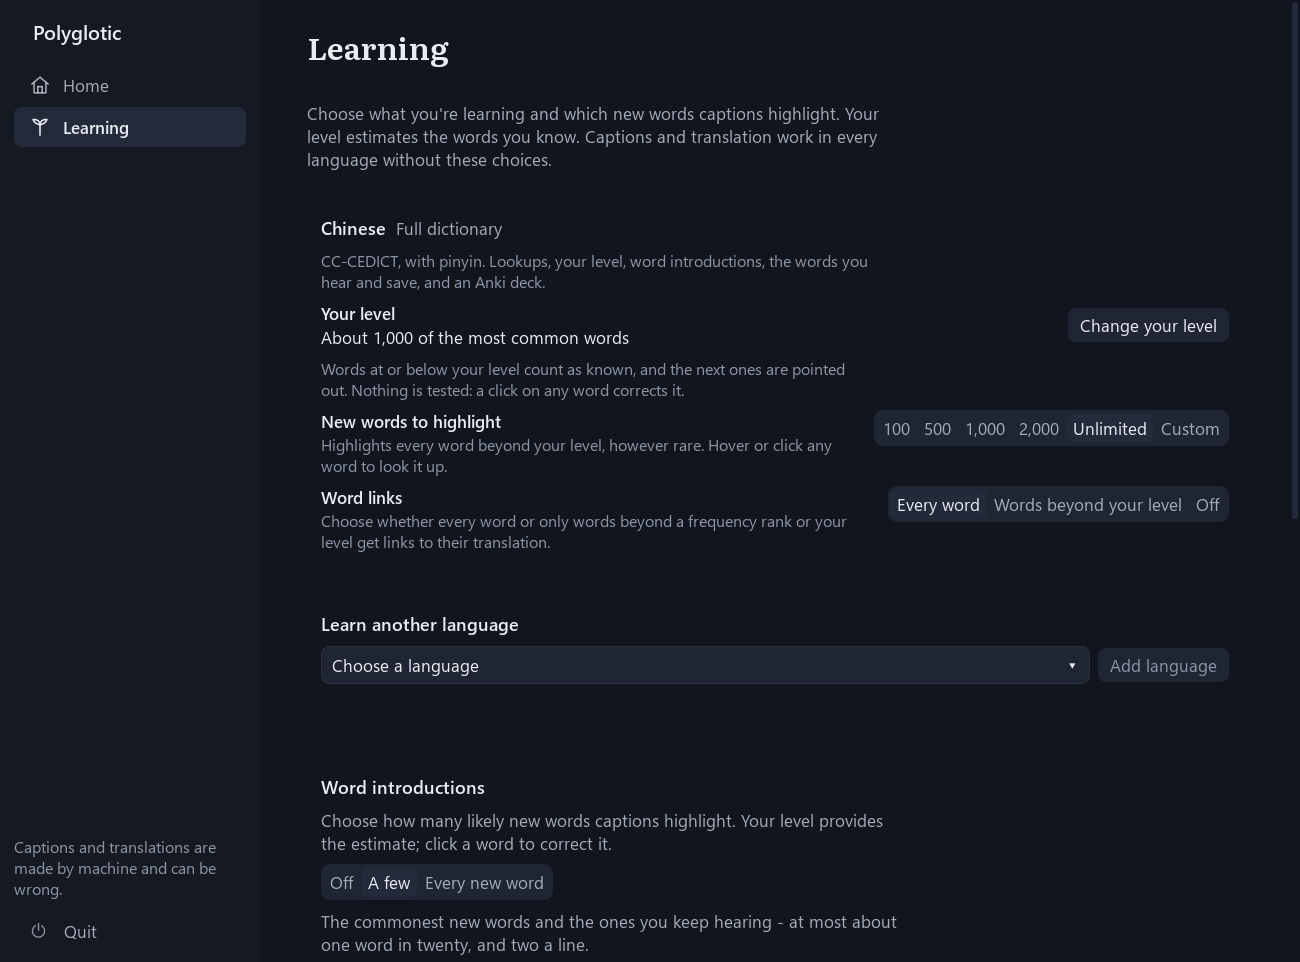 Polyglotic
Home
Learning
Captions and translations are
made by machine and can be
wrong.
Quit
Learning
Choose what you're learning and which new words captions highlight. Your
level estimates the words you know. Captions and translation work in every
language without these choices.
Chinese Full dictionary
CC-CEDICT, with pinyin. Lookups, your level, word introductions, the words you
hear and save, and an Anki deck.
Your level
About 1,000 of the most common words
Change your level
Words at or below your level count as known, and the next ones are pointed
out. Nothing is tested: a click on any word corrects it.
New words to highlight
Highlights every word beyond your level, however rare. Hover or click any
word to look it up.
100 500 1,000 2,000 Unlimited Custom
Word links
Choose whether every word or only words beyond a frequency rank or your
level get links to their translation.
Every word Words beyond your level Off
Learn another language
Choose a language
Add language
Word introductions
Choose how many likely new words captions highlight. Your level provides
the estimate; click a word to correct it.
Off A few Every new word
The commonest new words and the ones you keep hearing - at most about
one word in twenty, and two a line.